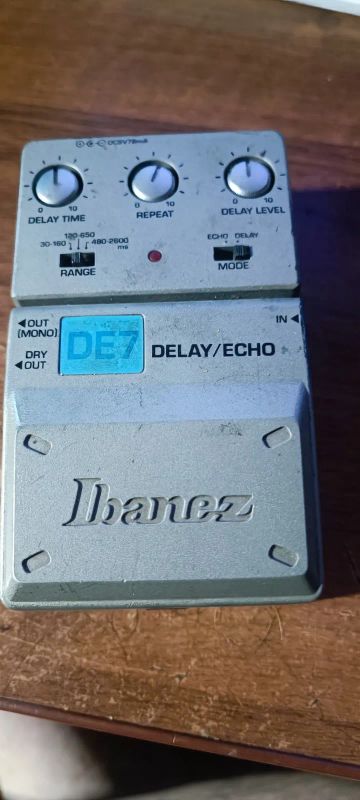 DC9V 78mA
0 10 0 10 0 10
DELAY TIME REPEAT DELAY LEVEL
120-650
30-160 480-2600
ms
RANGE
ECHO DELAY
MODE
OUT
(MONO)
DRY
OUT
DE7 DELAY/ECHO
IN
Ibanez